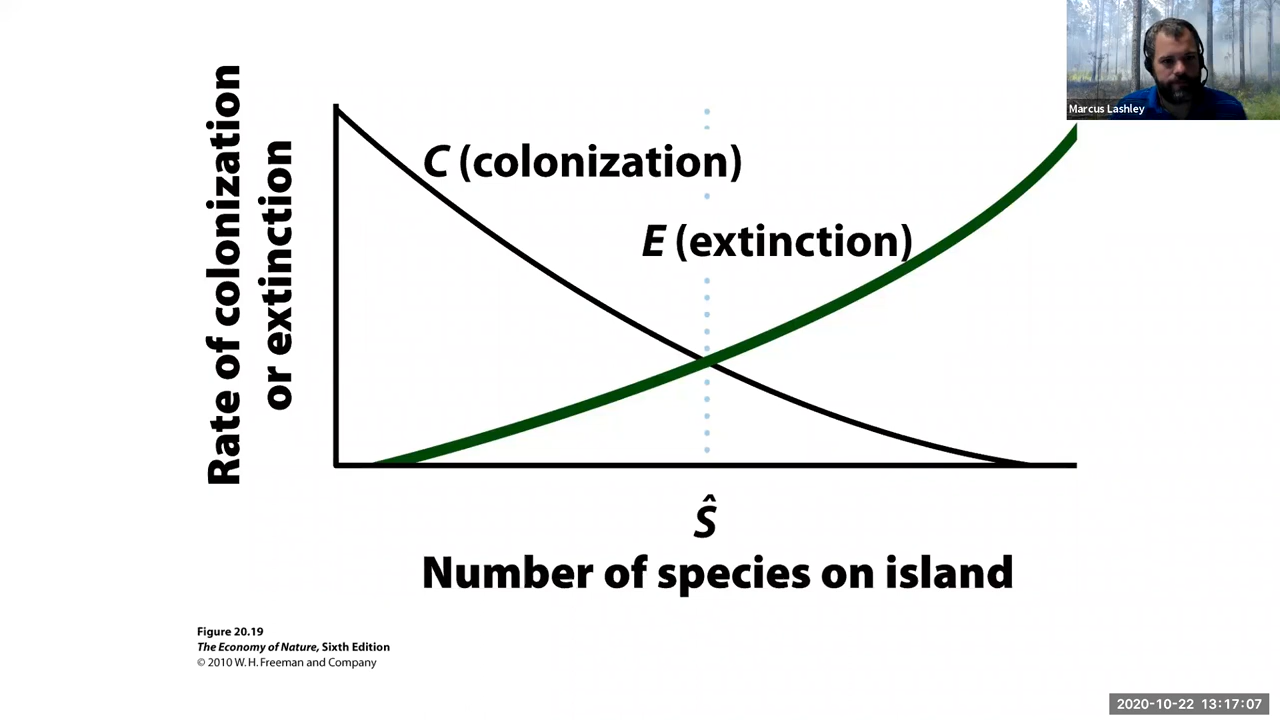 Marcus Lashley
Rate of colonization
or extinction
C (colonization)
E (extinction)
Ŝ
Number of species on island
Figure 20.19
The Economy of Nature, Sixth Edition
© 2010 W. H. Freeman and Company
2020-10-22 13:17:07